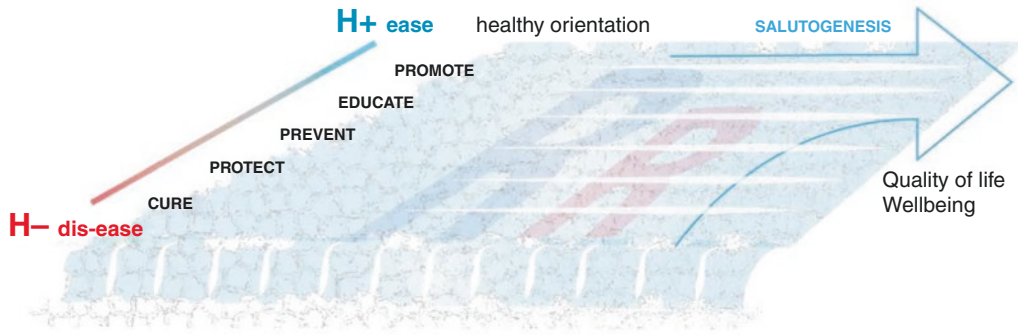 H+ ease
healthy orientation
SALUTOGENESIS
PROMOTE
EDUCATE
PREVENT
PROTECT
CURE
H– dis-ease
Quality of life
Wellbeing